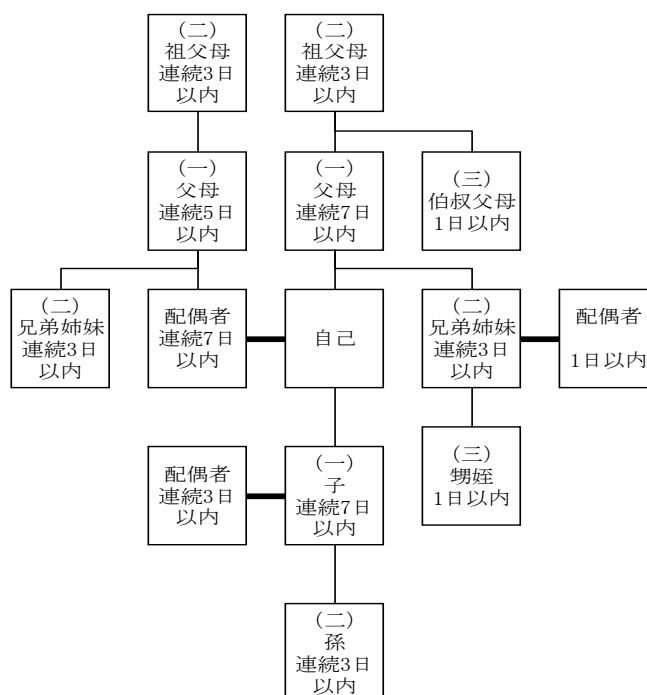 (二)
祖父母
連続3日
以内
(二)
祖父母
連続3日
以内
(一)
父母
連続5日
以内
(一)
父母
連続7日
以内
(三)
伯叔父母
1日以内
(二)
兄弟姉妹
連続3日
以内
配偶者
連続7日
以内
自己
(二)
兄弟姉妹
連続3日
以内
配偶者
1日以内
配偶者
連続3日
以内
(一)
子
連続7日
以内
(三)
甥姪
1日以内
(二)
孫
連続3日
以内